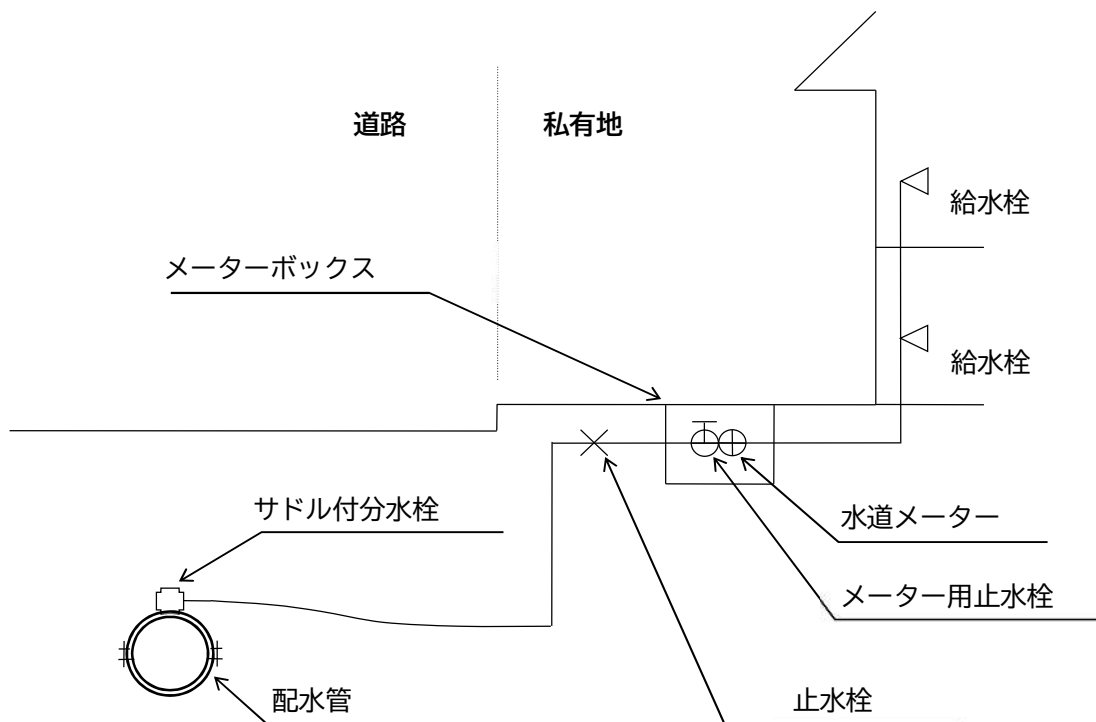 道路
私有地
給水栓
メーターボックス
給水栓
サドル付分水栓
水道メーター
メーター用止水栓
配水管
止水栓